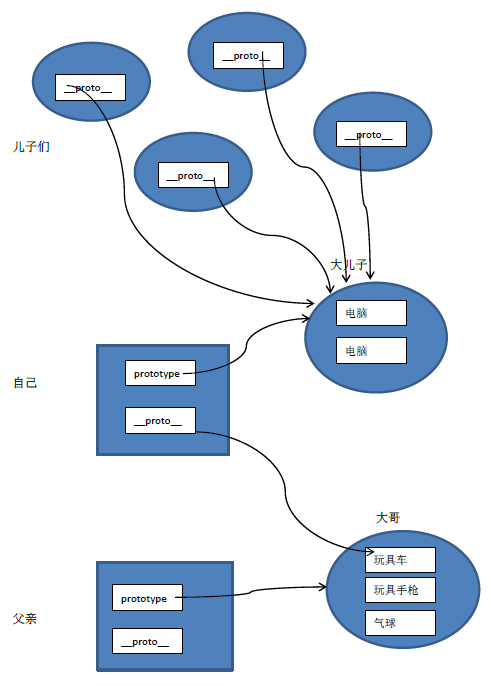 __proto__
__proto__
__proto__
儿子们
__proto__
大儿子
电脑
电脑
prototype
自己
__proto__
大哥
玩具车
玩具手枪
prototype
气球
父亲
__proto__